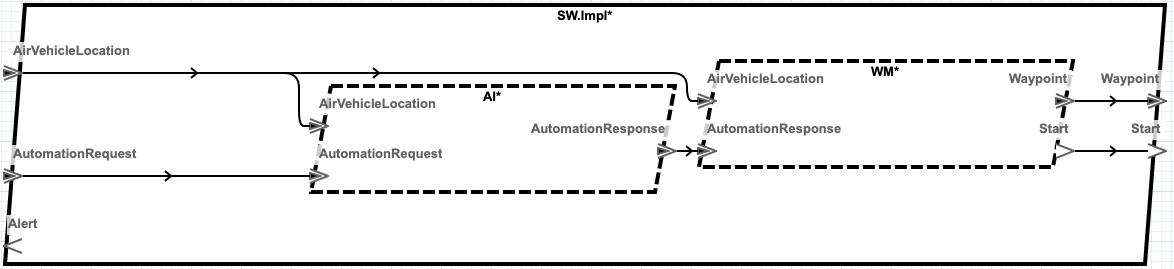 SW.Impl*
AirVehicleLocation
AirVehicleLocation
WM*
Waypoint
Waypoint
AI*
AirVehicleLocation
AutomationResponse
AutomationResponse
Start
Start
AutomationRequest
AutomationRequest
Alert